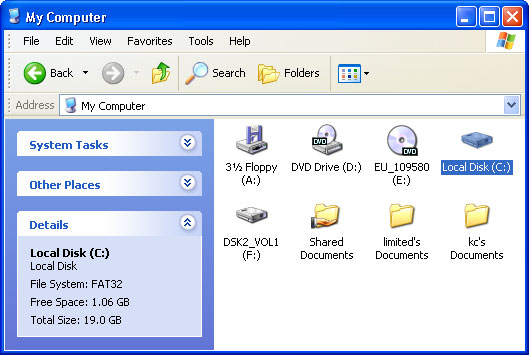 My Computer
File Edit View Favorites Tools Help
Back Search Folders
Address My Computer
System Tasks
Other Places
Details
Local Disk (C:)
Local Disk
File System: FAT32
Free Space: 1.06 GB
Total Size: 19.0 GB
3½ Floppy
(A:)
DVD
DVD Drive (D:)
DVD
EU_109580
(E:)
Local Disk (C:)
DSK2_VOL1
(F:)
Shared
Documents
limited's
Documents
kc's
Documents